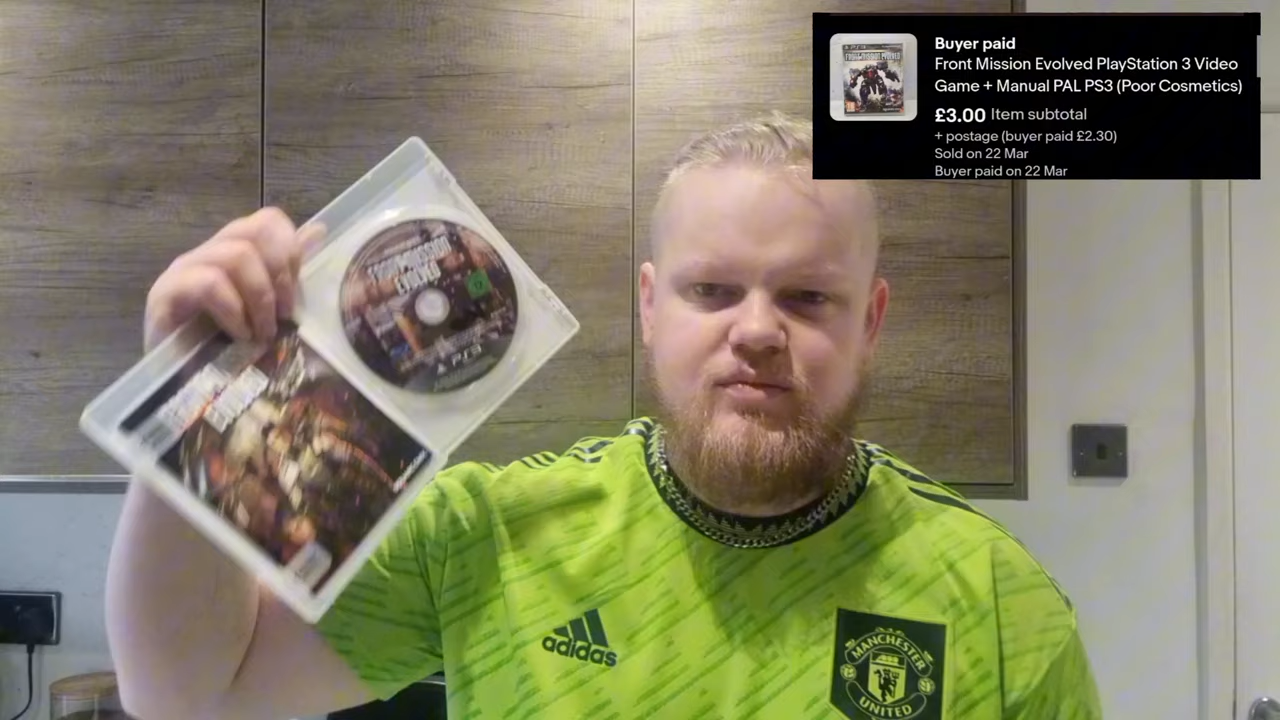 Buyer paid
Front Mission Evolved PlayStation 3 Video
Game + Manual PAL PS3 (Poor Cosmetics)
£3.00 Item subtotal
+ postage (buyer paid £2.30)
Sold on 22 Mar
Buyer paid on 22 Mar
FRONT MISSION
EVOLVED
PS3
adidas
MANCHESTER
UNITED